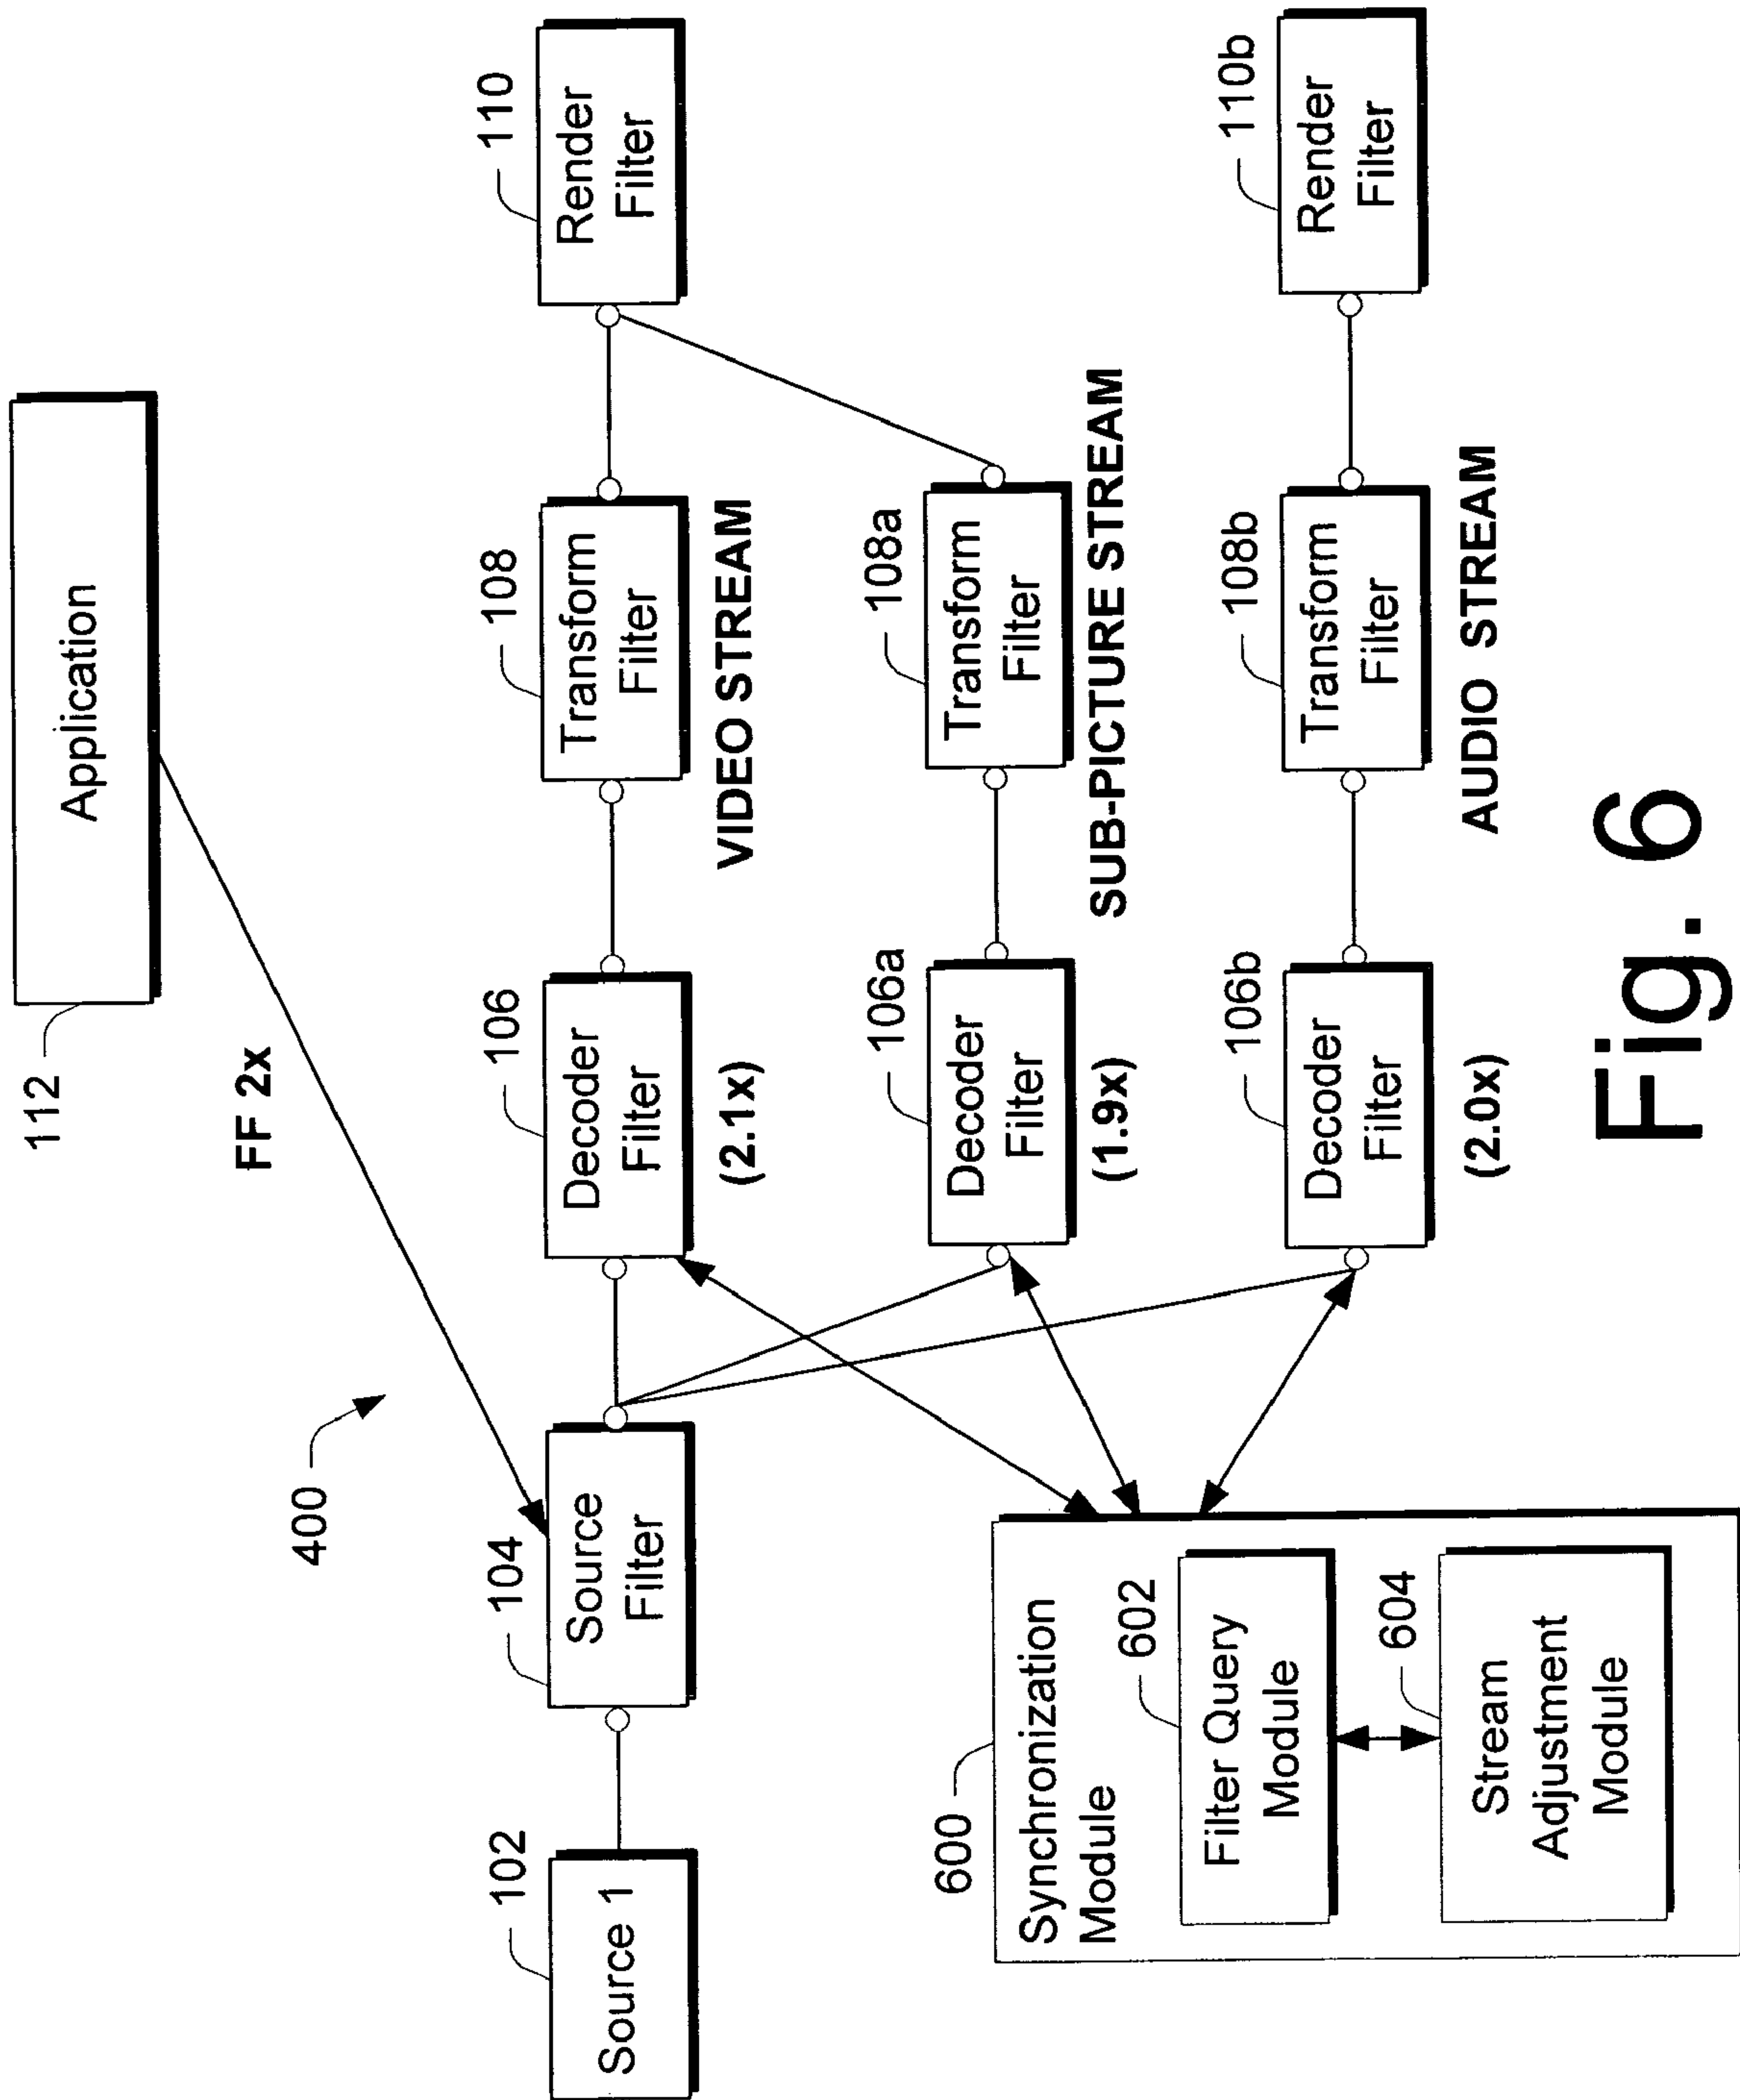 112
Application
FF 2x
400
102
Source 1
104
Source
Filter
106
Decoder
Filter
(2.1x)
108
Transform
Filter
VIDEO STREAM
110
Render
Filter
106a
Decoder
Filter
(1.9x)
108a
Transform
Filter
SUB-PICTURE STREAM
106b
Decoder
Filter
(2.0x)
108b
Transform
Filter
AUDIO STREAM
110b
Render
Filter
600
Synchronization
Module
602
Filter Query
Module
604
Stream
Adjustment
Module
Fig. 6